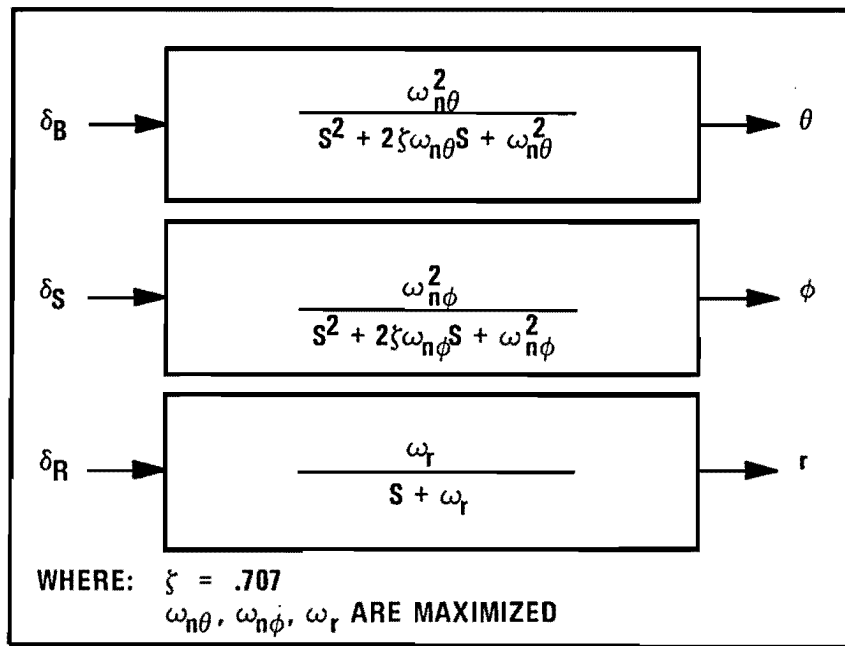 δB ω²nθ / S² + 2ζωnθS + ω²nθ θ
δS ω²nφ / S² + 2ζωnφS + ω²nφ φ
δR ωr / S + ωr r
WHERE: ζ = .707
ωnθ, ωnφ, ωr ARE MAXIMIZED